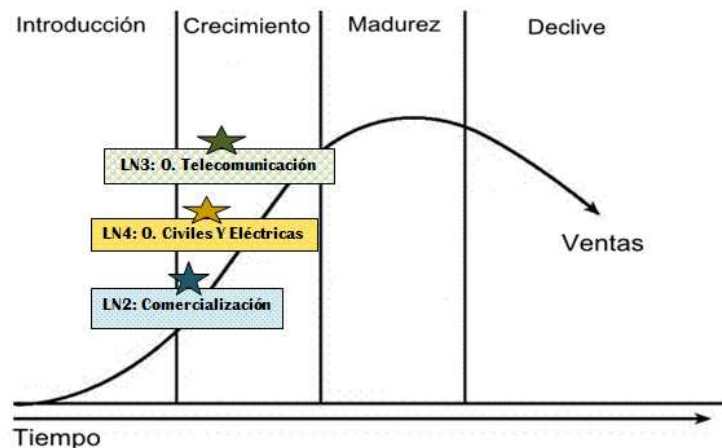 Introducción
Crecimiento
Madurez
Declive
LN3: O. Telecomunicación
LN4: O. Civiles Y Eléctricas
LN2: Comercialización
Ventas
Tiempo